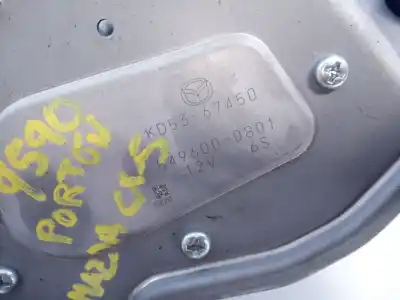 KD53-67450
849600-0801
12V 6S
9590
PORTON
MAZDA CX5